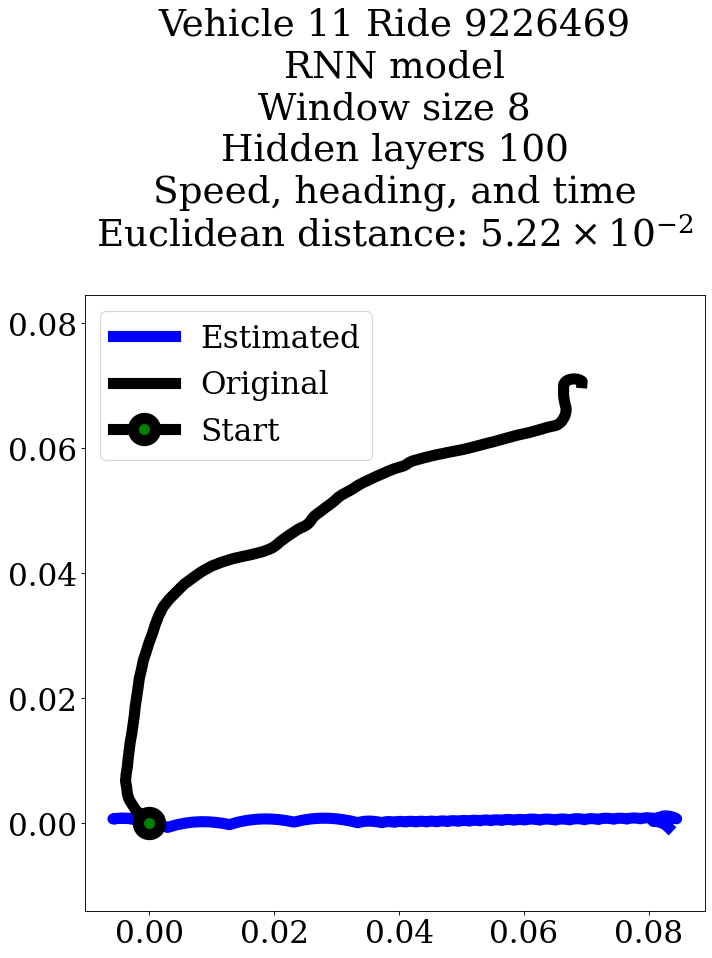 Vehicle 11 Ride 9226469
RNN model
Window size 8
Hidden layers 100
Speed, heading, and time
Euclidean distance: 5.22 × 10⁻²
Estimated
Original
Start
0.08
0.06
0.04
0.02
0.00
0.00 0.02 0.04 0.06 0.08